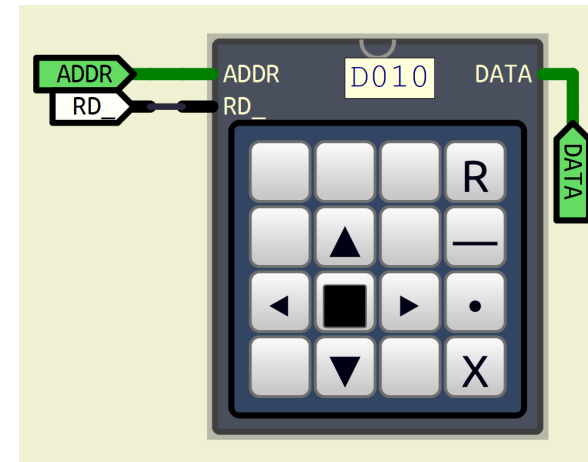 ADDR ADDR D010 DATA
RD_ RD_
R
▲ —
◄ ■ ► •
▼ X
DATA